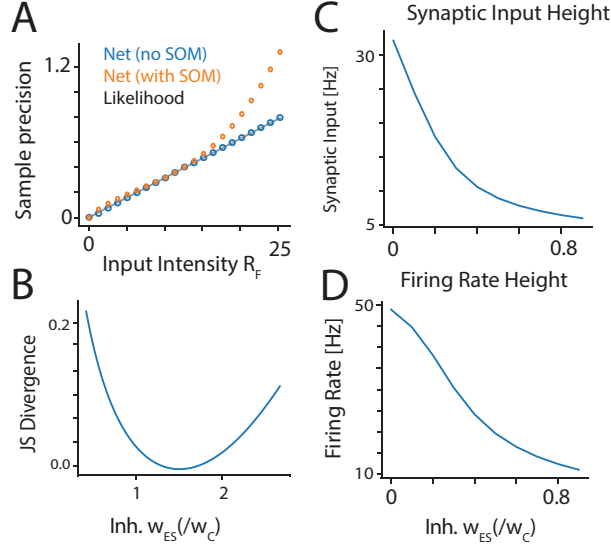 A
Sample precision
1.2
0
Net (no SOM)
Net (with SOM)
Likelihood
0
25
Input Intensity R_F
B
JS Divergence
0.2
0.0
1
2
Inh. w_ES(/w_C)
C
Synaptic Input Height
Synaptic Input [Hz]
30
5
0
0.8
D
Firing Rate Height
Firing Rate [Hz]
50
10
0
0.8
Inh. w_ES(/w_C)